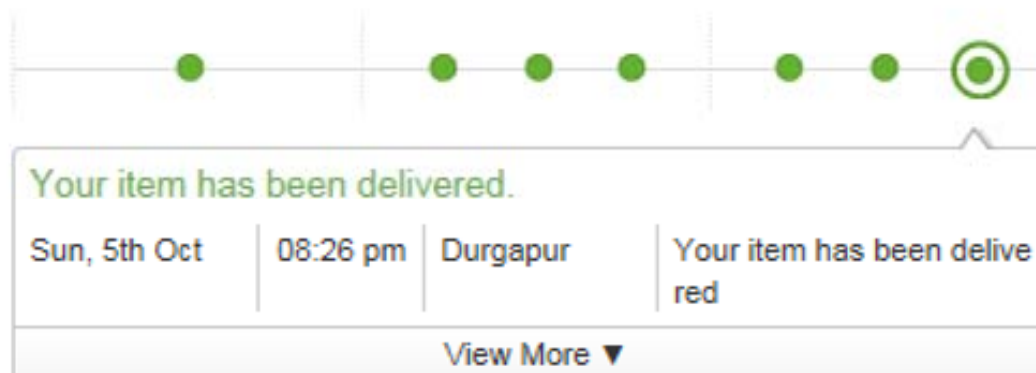 Your item has been delivered.
Sun, 5th Oct 08:26 pm Durgapur Your item has been delive
red
View More ▼